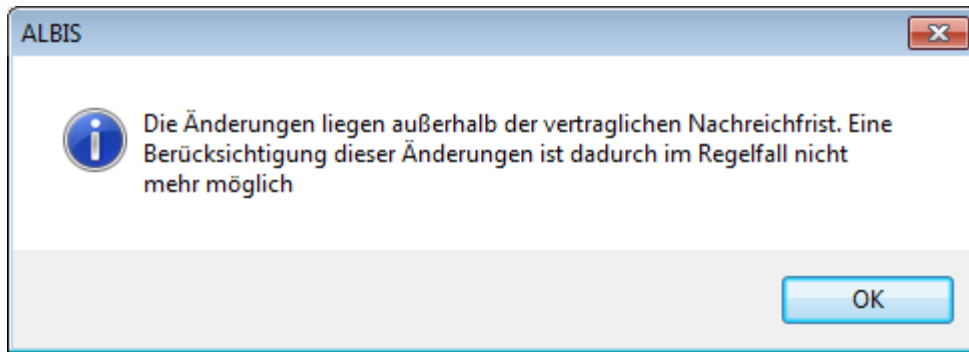 ALBIS
Die Änderungen liegen außerhalb der vertraglichen Nachreichfrist. Eine
Berücksichtigung dieser Änderungen ist dadurch im Regelfall nicht
mehr möglich
OK